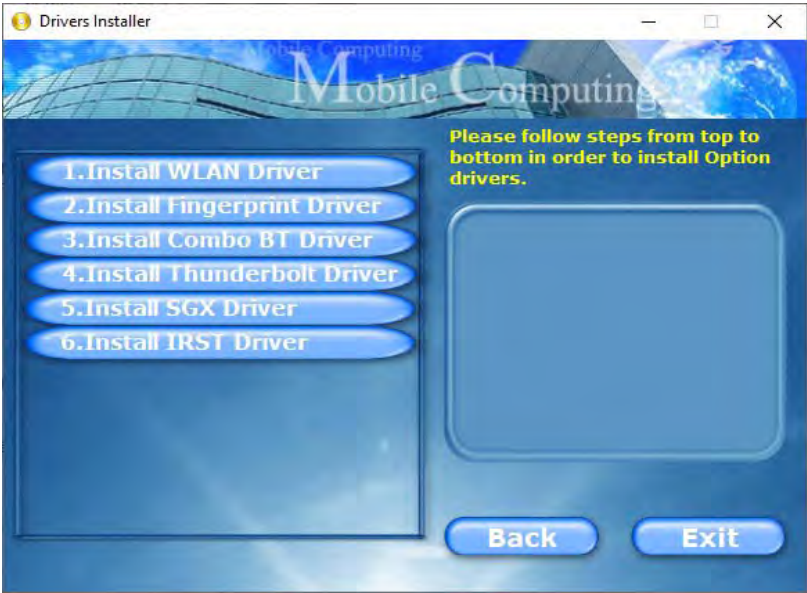 Drivers Installer
Mobile Computing
Mobile Computing
Please follow steps from top to
bottom in order to install Option
drivers.
1.Install WLAN Driver
2.Install Fingerprint Driver
3.Install Combo BT Driver
4.Install Thunderbolt Driver
5.Install SGX Driver
6.Install IRST Driver
Back
Exit